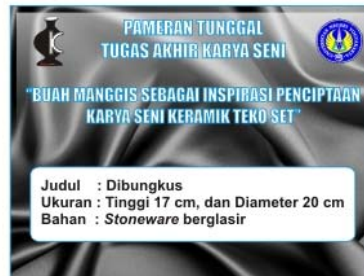 PAMERAN TUNGGAL
TUGAS AKHIR KARYA SENI
"BUAH MANGGIS SEBAGAI INSPIRASI PENCIPTAAN
KARYA SENI KERAMIK TEKO SET"
Judul : Dibungkus
Ukuran : Tinggi 17 cm, dan Diameter 20 cm
Bahan : Stoneware berglasir